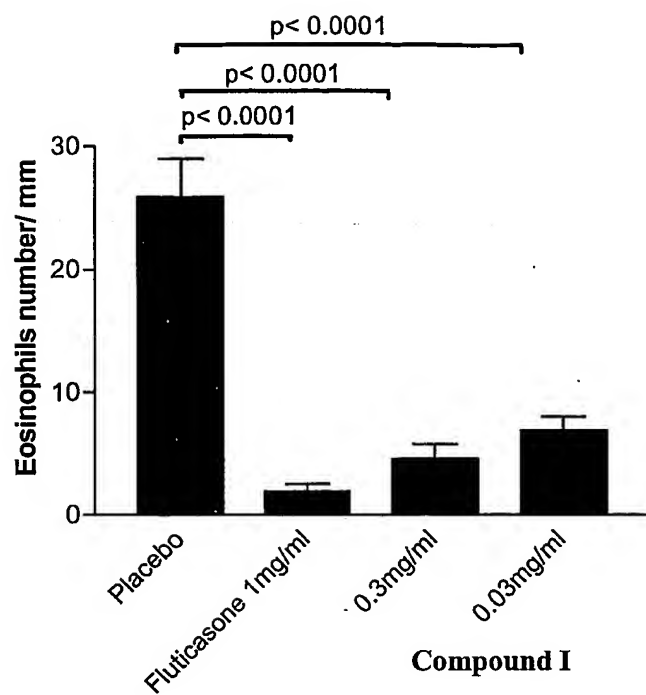 p< 0.0001
p< 0.0001
p< 0.0001
30
20
10
0
Eosinophils number/ mm
Placebo
Fluticasone 1mg/ml
0.3mg/ml
0.03mg/ml
Compound I